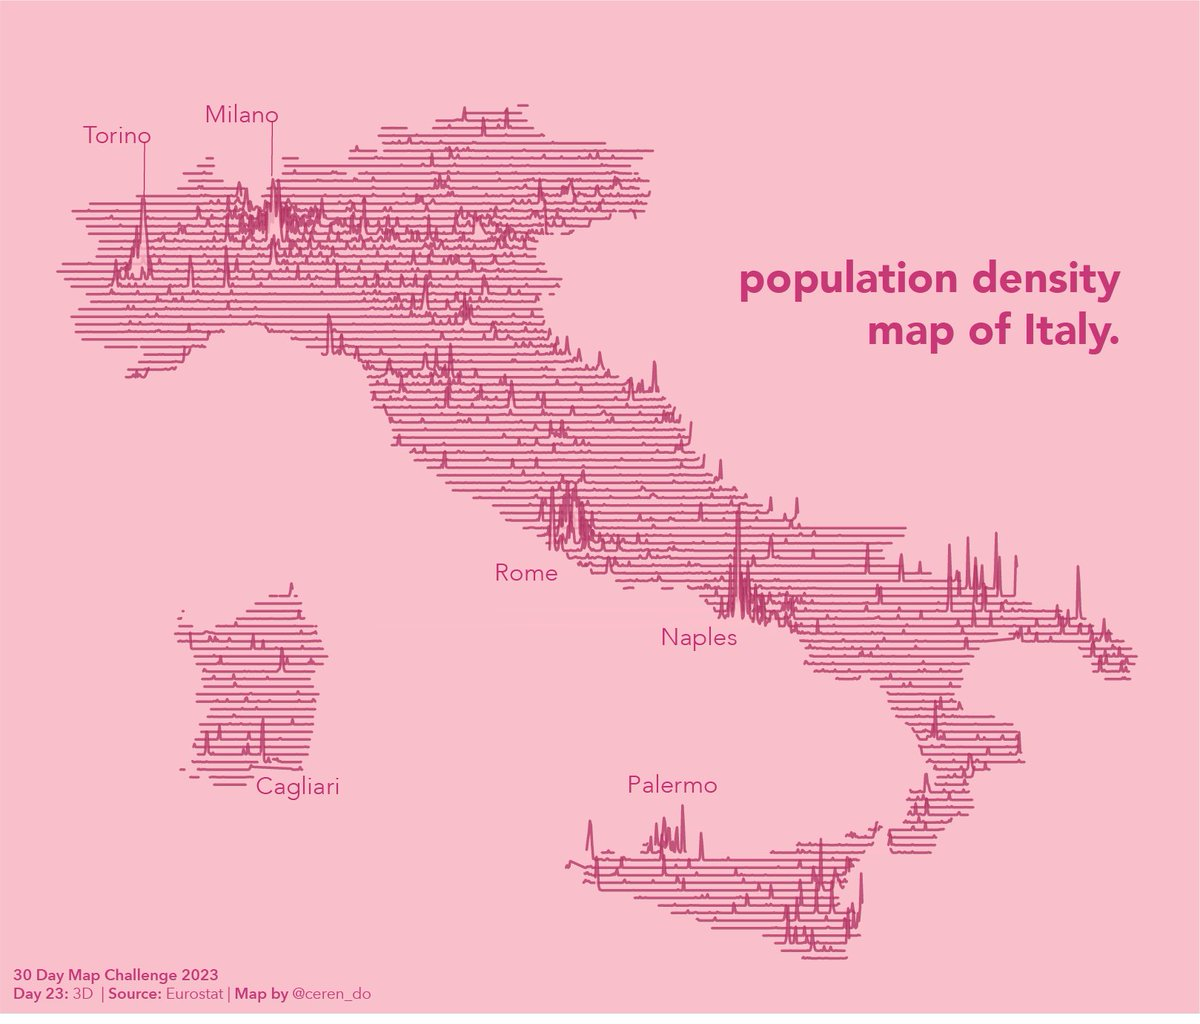 Milano
Torino
population density
map of Italy.
Rome
Naples
Cagliari
Palermo
30 Day Map Challenge 2023
Day 23: 3D | Source: Eurostat | Map by @ceren_do